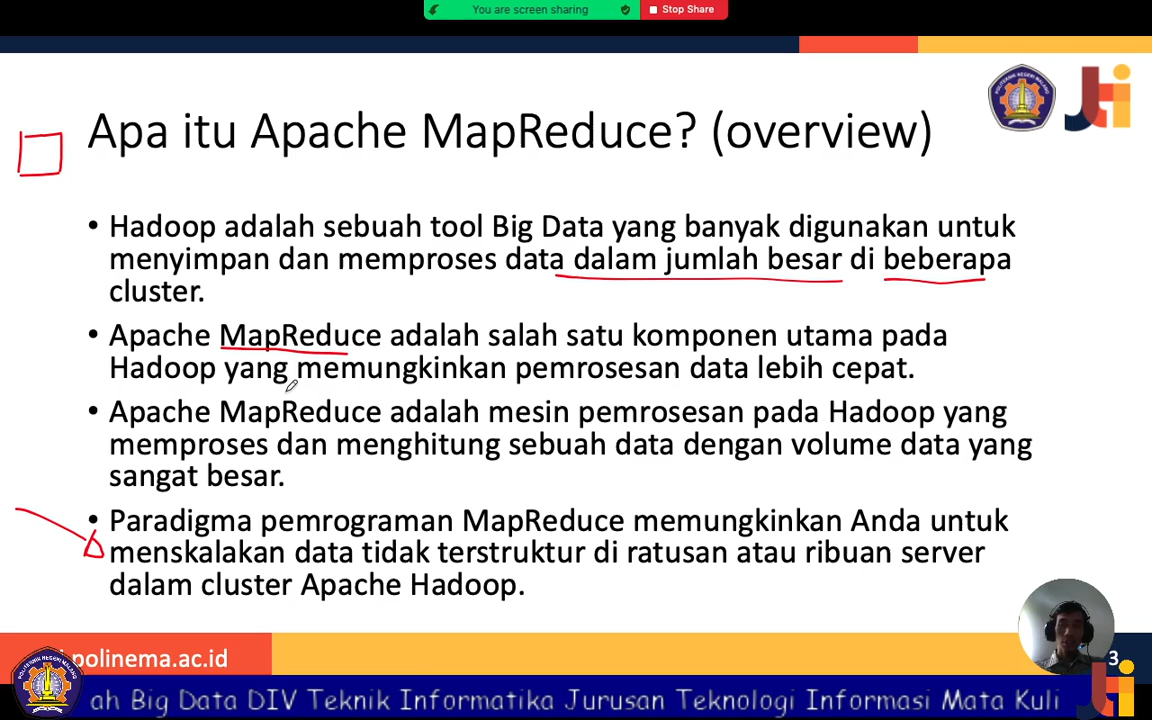 You are screen sharing
Stop Share
Apa itu Apache MapReduce? (overview)
• Hadoop adalah sebuah tool Big Data yang banyak digunakan untuk
menyimpan dan memproses data dalam jumlah besar di beberapa
cluster.
• Apache MapReduce adalah salah satu komponen utama pada
Hadoop yang memungkinkan pemrosesan data lebih cepat.
• Apache MapReduce adalah mesin pemrosesan pada Hadoop yang
memproses dan menghitung sebuah data dengan volume data yang
sangat besar.
• Paradigma pemrograman MapReduce memungkinkan Anda untuk
menskalakan data tidak terstruktur di ratusan atau ribuan server
dalam cluster Apache Hadoop.
polinema.ac.id
3
ah Big Data DIV Teknik Informatika Jurusan Teknologi Informasi Mata Kuli